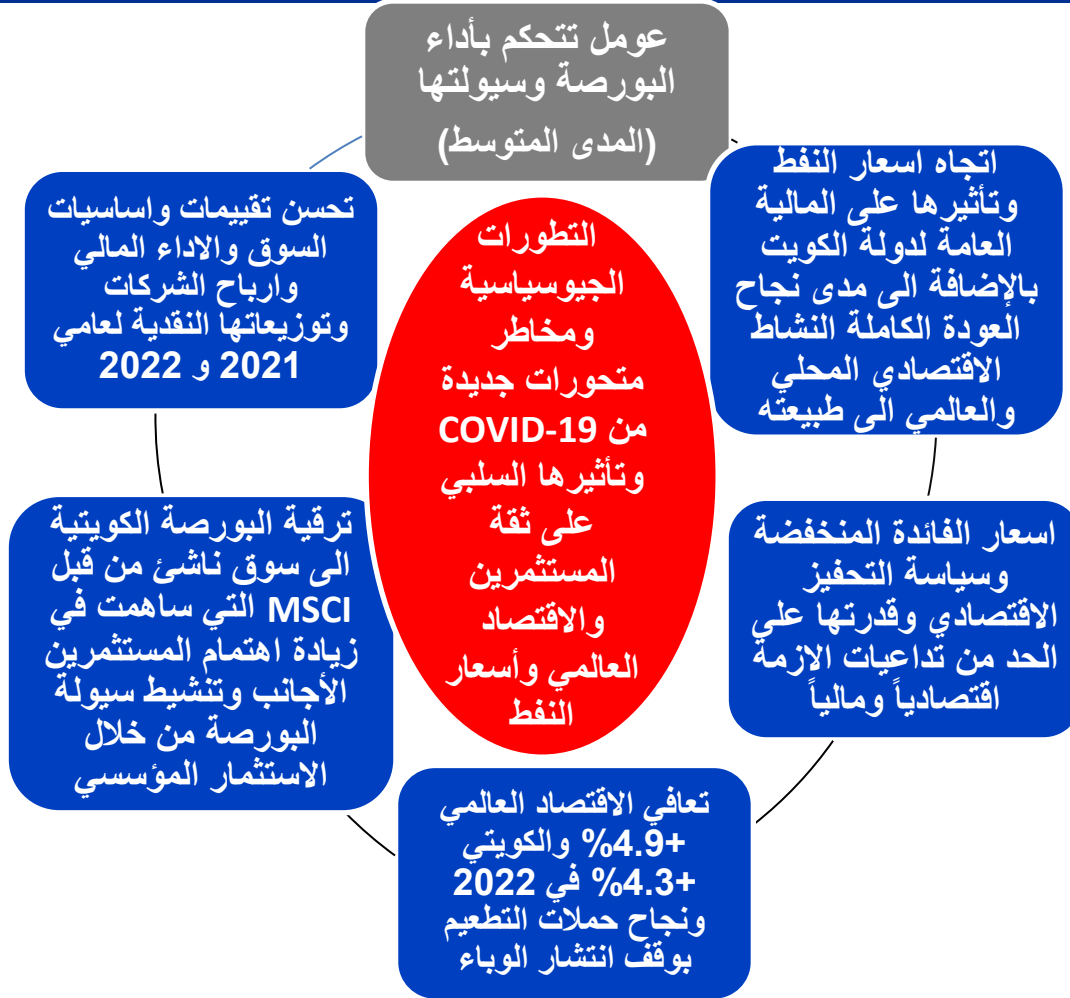 عومل تتحكم بأداء
البورصة وسيولتها
(المدى المتوسط)
اتجاه اسعار النفط
وتأثيرها على المالية
العامة لدولة الكويت
بالإضافة الى مدى نجاح
العودة الكاملة النشاط
الاقتصادي المحلي
والعالمي الى طبيعته
اسعار الفائدة المنخفضة
وسياسة التحفيز
الاقتصادي وقدرتها على
الحد من تداعيات الازمة
اقتصادياً ومالياً
تعافي الاقتصاد العالمي
+4.9% والكويتي
+4.3% في 2022
ونجاح حملات التطعيم
بوقف انتشار الوباء
ترقية البورصة الكويتية
الى سوق ناشئ من قبل
MSCI التي ساهمت في
زيادة اهتمام المستثمرين
الأجانب وتنشيط سيولة
البورصة من خلال
الاستثمار المؤسسي
تحسن تقييمات واساسيات
السوق والاداء المالي
وارباح الشركات
وتوزيعاتها النقدية لعامي
2021 و 2022
التطورات
الجيوسياسية
ومخاطر
متحورات جديدة
من COVID-19
وتأثيرها السلبي
على ثقة
المستثمرين
والاقتصاد
العالمي وأسعار
النفط